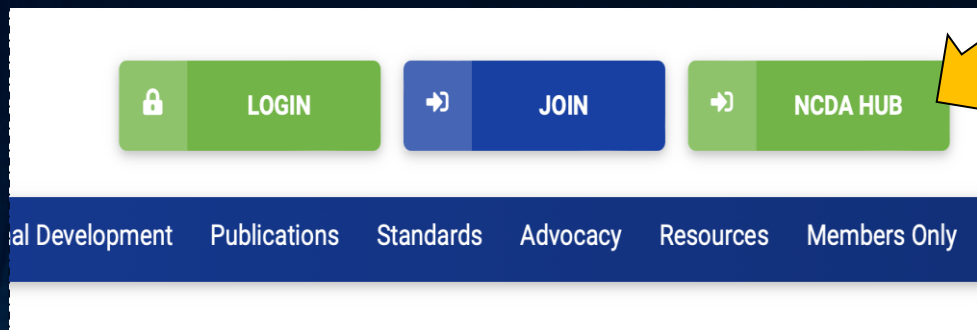 LOGIN JOIN NCDA HUB
al Development Publications Standards Advocacy Resources Members Only